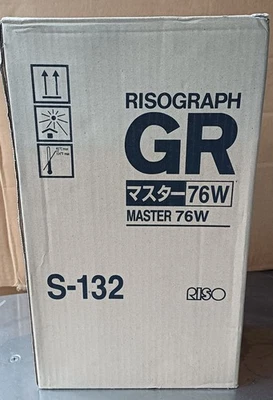 RISOGRAPH
GR
マスター76W
MASTER 76W
S-132
RISO